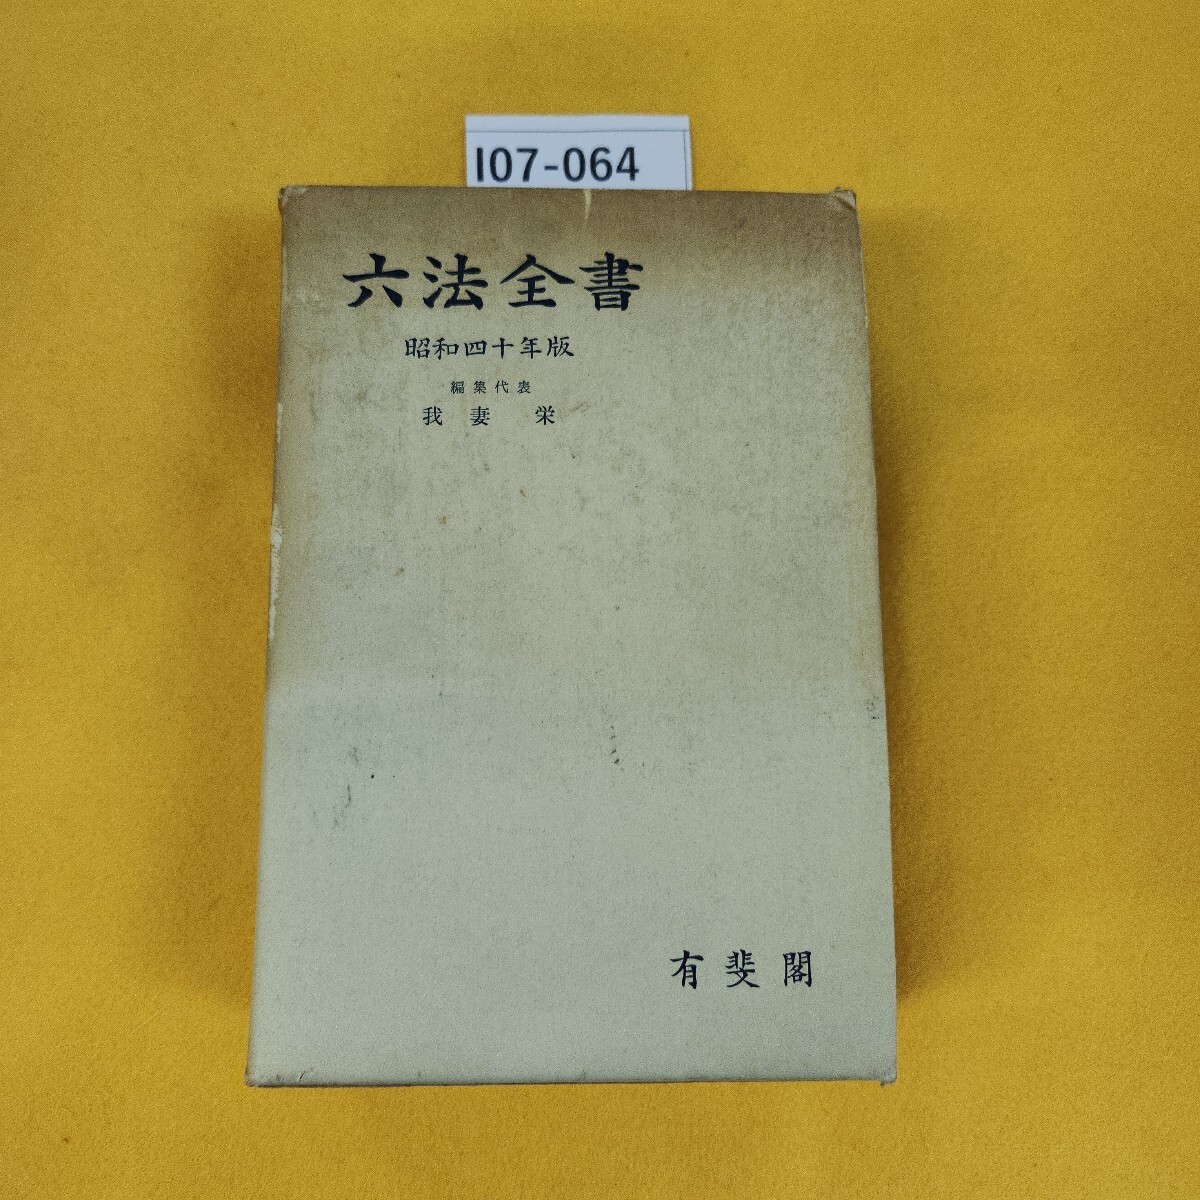 I07-064
六法全書
昭和四十年版
編集代表
我妻 栄
有斐閣